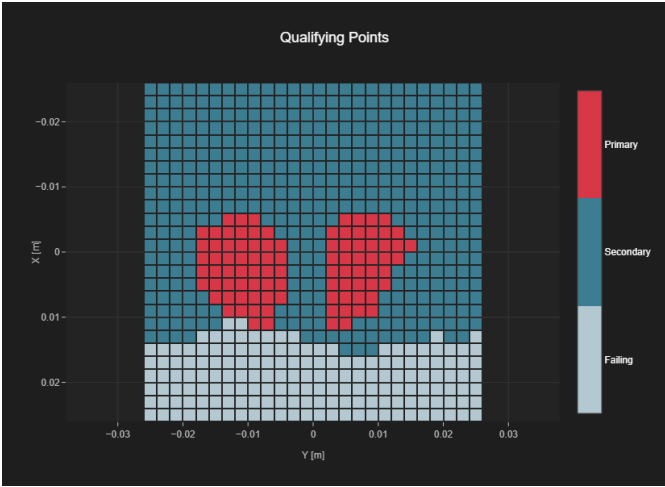 Qualifying Points
−0.02
−0.01
0
0.01
0.02
X [m]
−0.03
−0.02
−0.01
0
0.01
0.02
0.03
Y [m]
Primary
Secondary
Failing